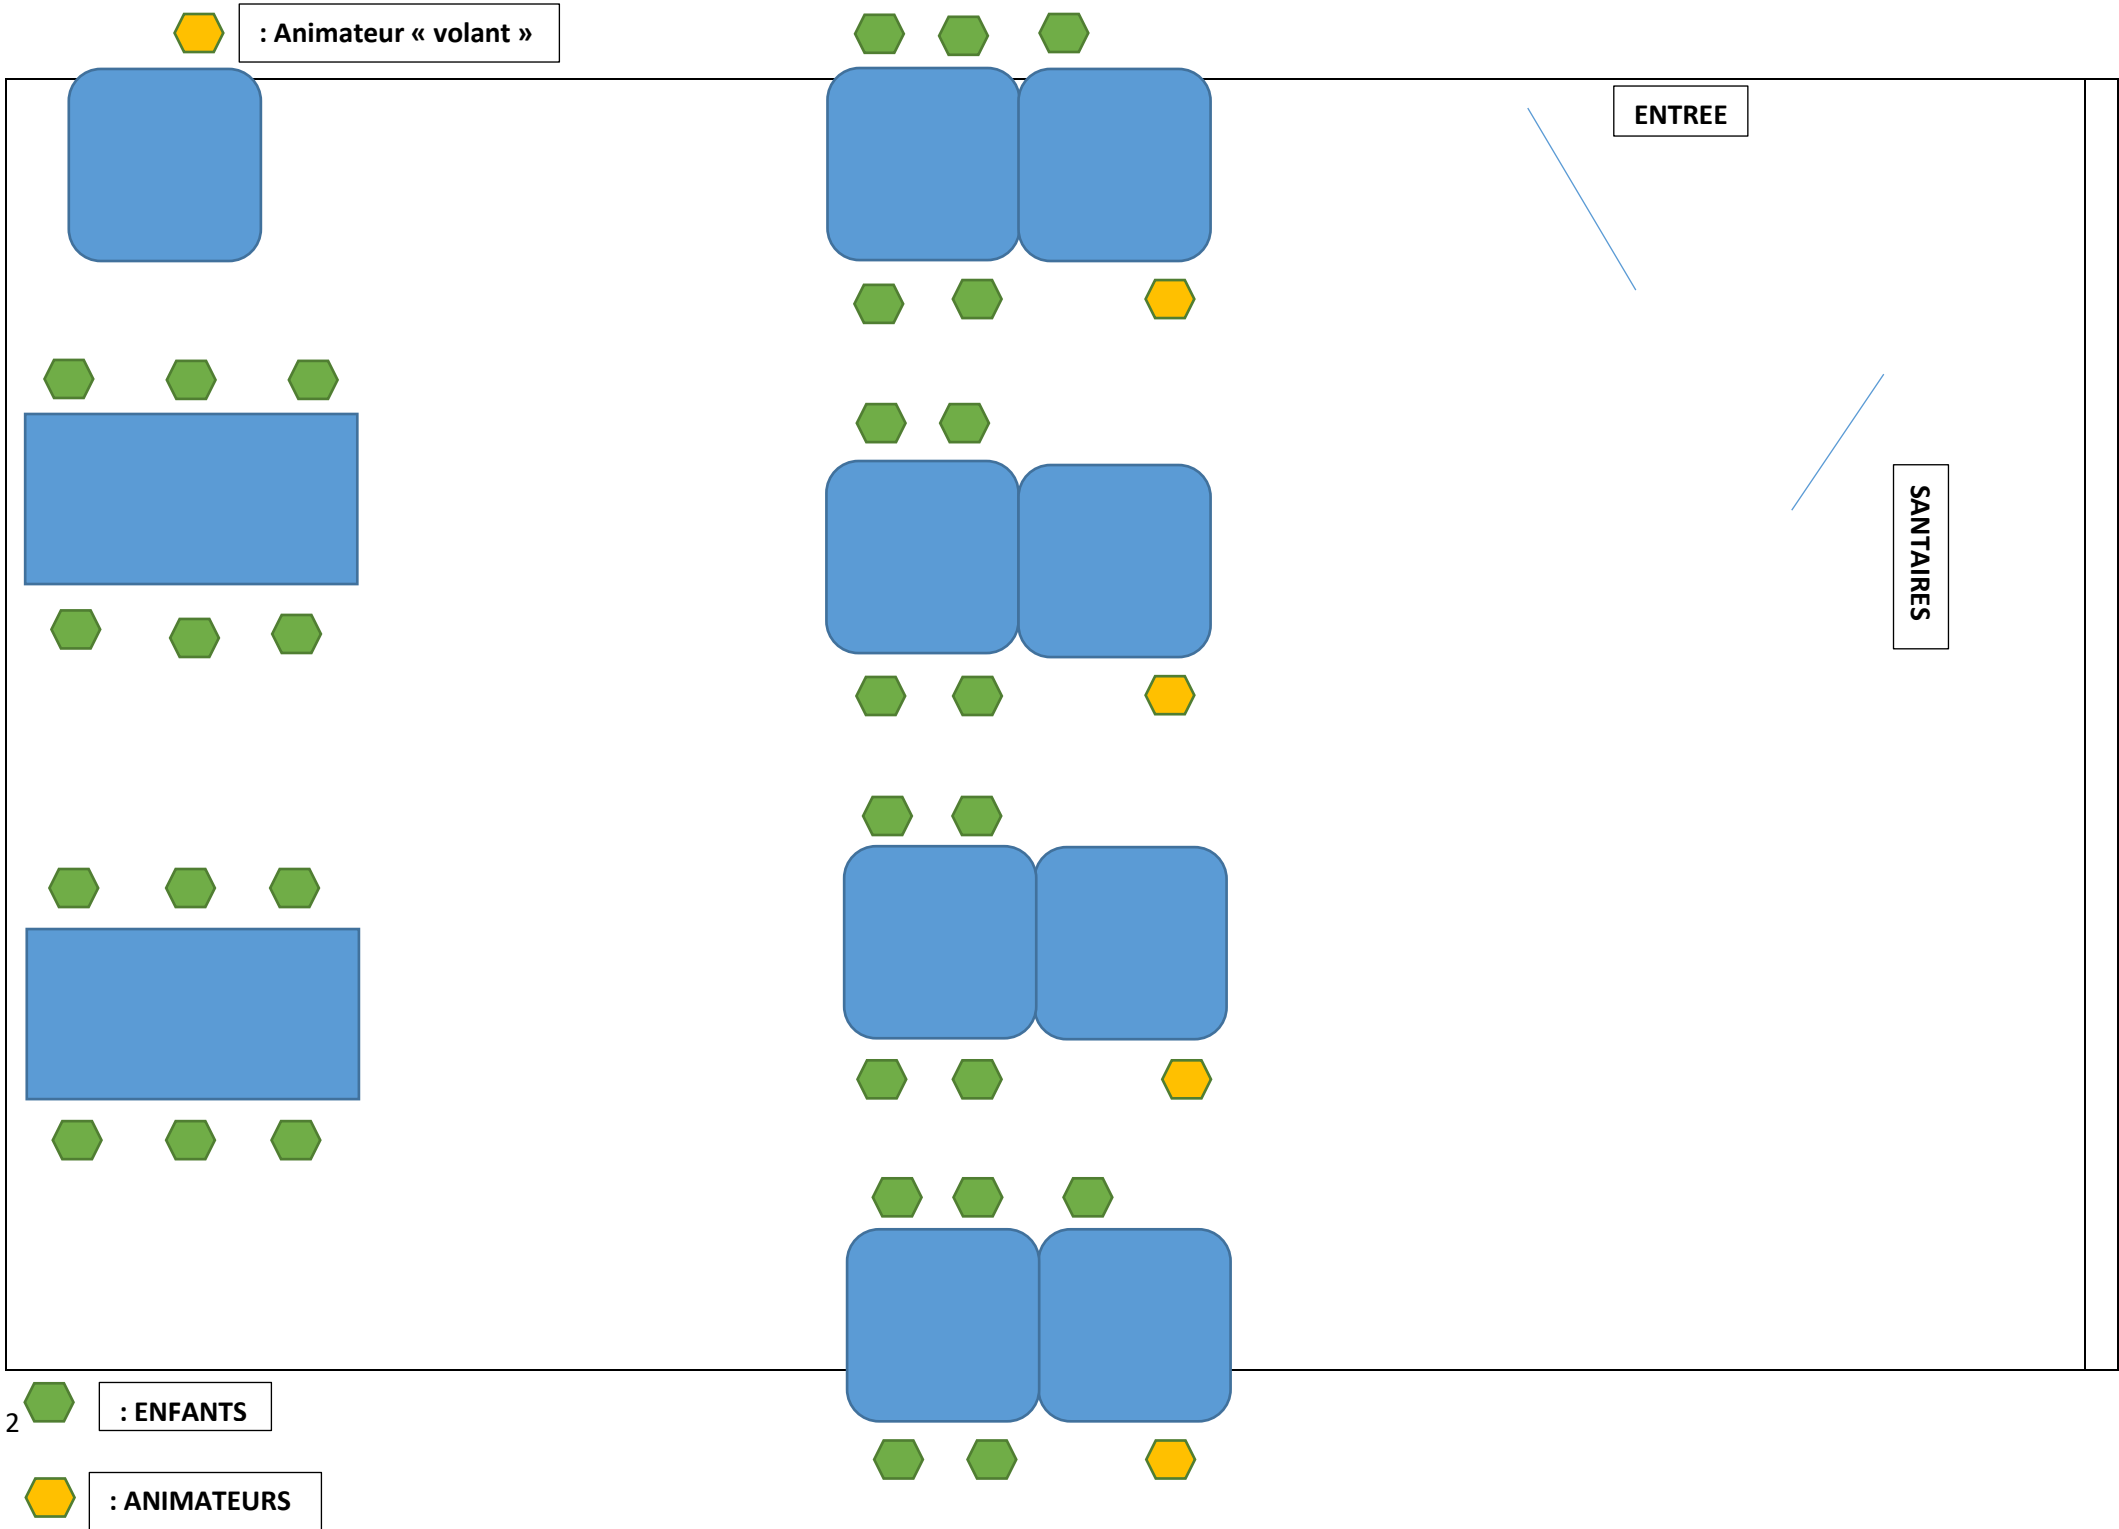 : Animateur « volant »
ENTREE
SANTAIRES
: ENFANTS
2
: ANIMATEURS